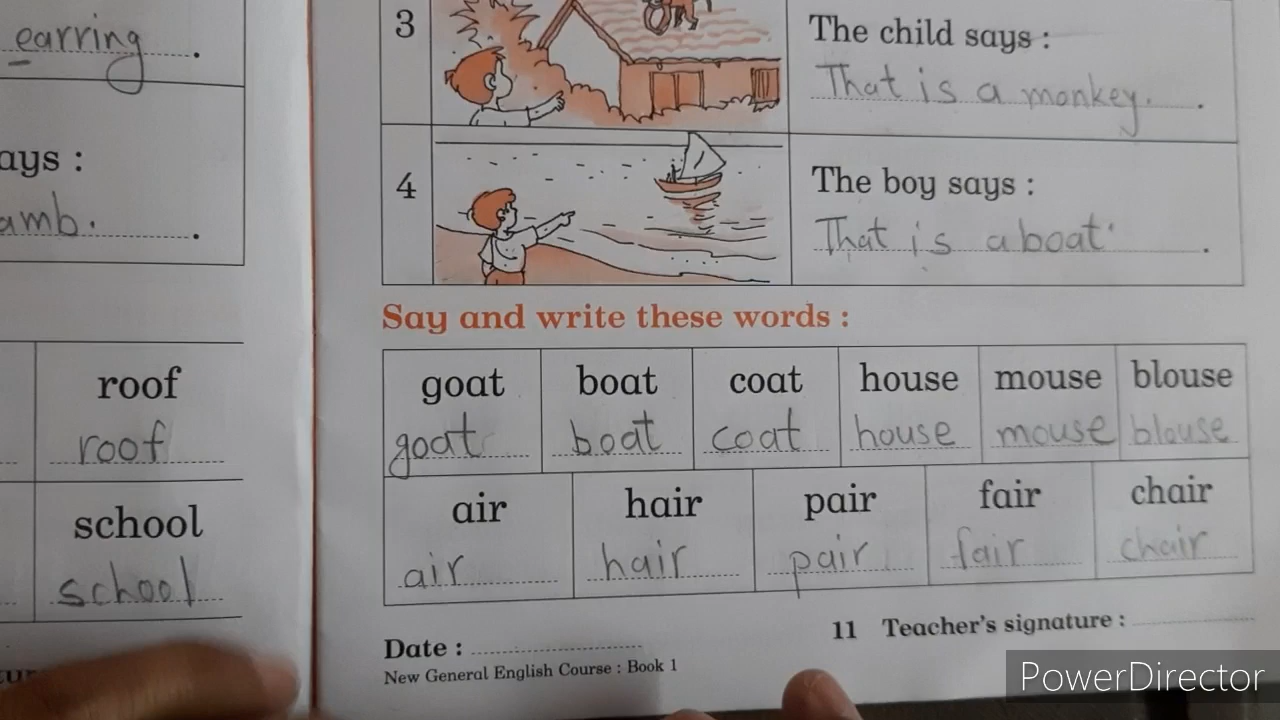 earring .
ays :
amb. .
roof
roof
school
school
3
The child says :
That is a monkey. .
4
The boy says :
That is a boat. .
Say and write these words :
goat boat coat house mouse blouse
goat boat coat house mouse blouse
air hair pair fair chair
air hair pair fair chair
Date :
11 Teacher's signature :
New General English Course : Book 1
PowerDirector